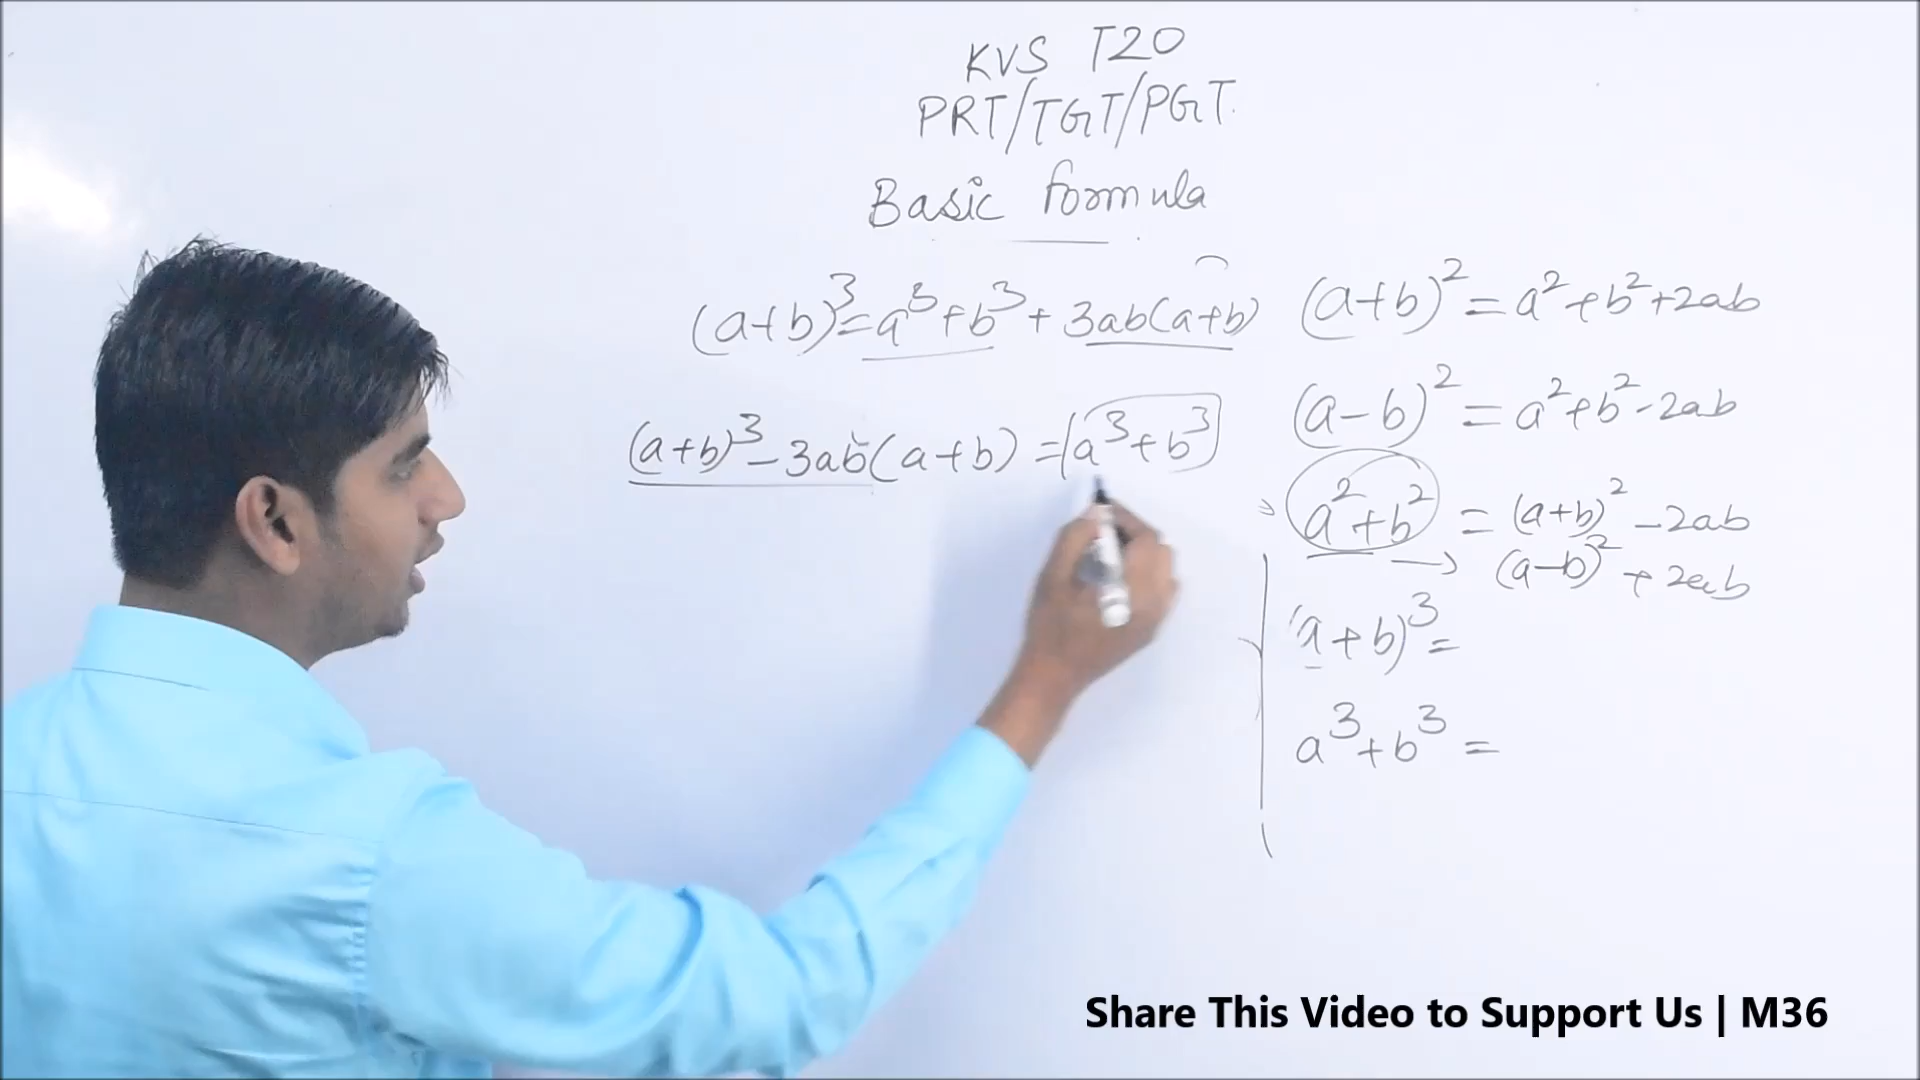 KVS T20
PRT/TGT/PGT
Basic formula
(a+b)³=a³+b³+3ab(a+b)
(a+b)³-3ab(a+b)=(a³+b³)
(a+b)²=a²+b²+2ab
(a-b)²=a²+b²-2ab
a²+b²=(a+b)²-2ab
→(a-b)²+2ab
(a+b)³=
a³+b³=
Share This Video to Support Us | M36